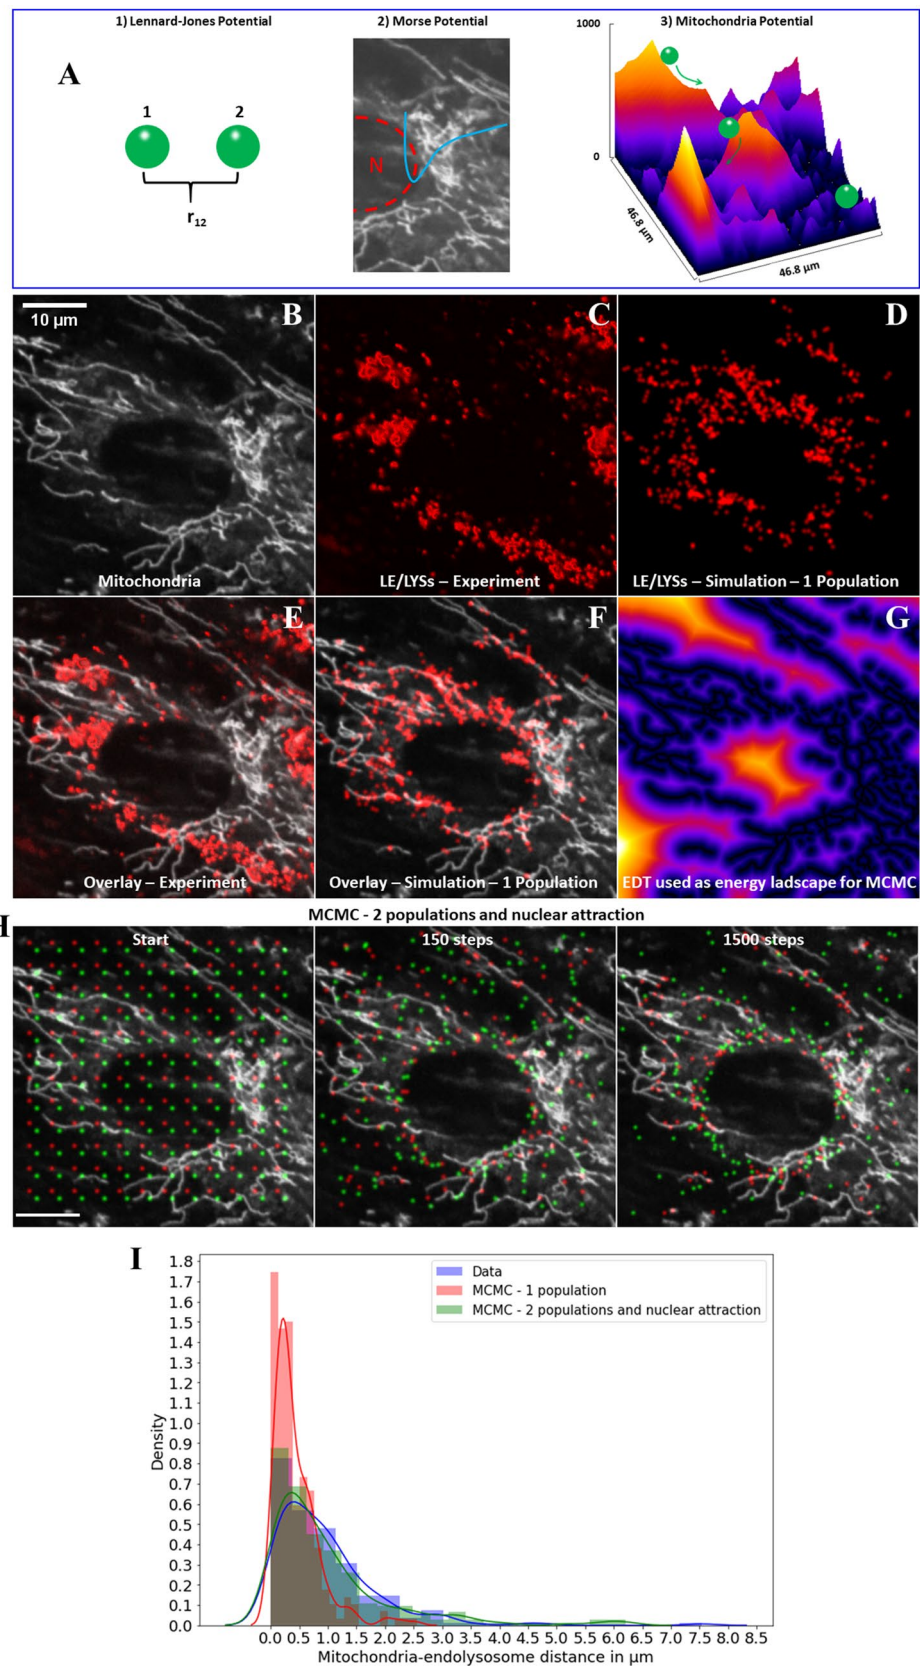 1) Lennard-Jones Potential
2) Morse Potential
3) Mitochondria Potential
A
1
2
r12
N
1000
0
46.8 µm
46.8 µm
10 µm
B
Mitochondria
C
LE/LYSs – Experiment
D
LE/LYSs – Simulation – 1 Population
E
Overlay – Experiment
F
Overlay – Simulation – 1 Population
G
EDT used as energy ladscape for MCMC
H
MCMC - 2 populations and nuclear attraction
Start
150 steps
1500 steps
I
Data
MCMC - 1 population
MCMC - 2 populations and nuclear attraction
Density
1.8
1.7
1.6
1.5
1.4
1.3
1.2
1.1
1.0
0.9
0.8
0.7
0.6
0.5
0.4
0.3
0.2
0.1
0.0
0.0 0.5 1.0 1.5 2.0 2.5 3.0 3.5 4.0 4.5 5.0 5.5 6.0 6.5 7.0 7.5 8.0 8.5
Mitochondria-endolysosome distance in µm